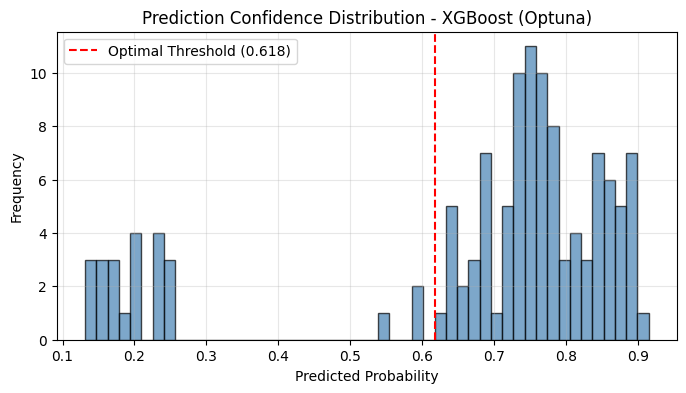 Prediction Confidence Distribution - XGBoost (Optuna)
Optimal Threshold (0.618)
Frequency
10
8
6
4
2
0
0.1 0.2 0.3 0.4 0.5 0.6 0.7 0.8 0.9
Predicted Probability